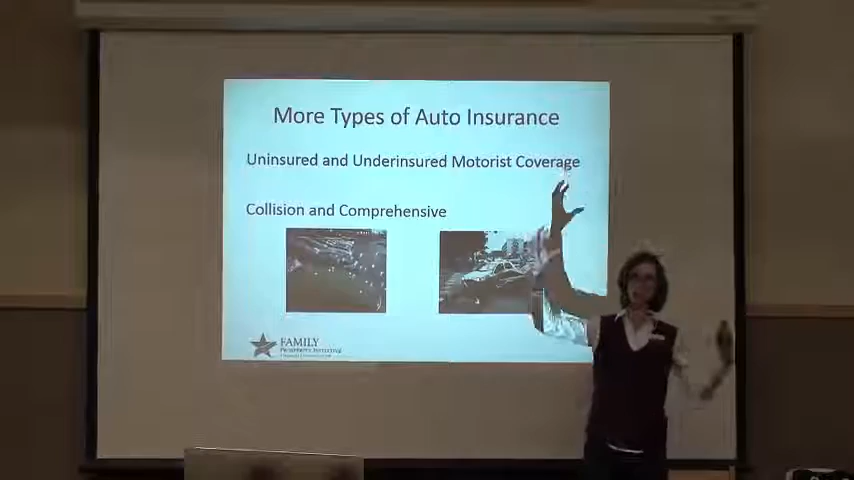 More Types of Auto Insurance
Uninsured and Underinsured Motorist Coverage
Collision and Comprehensive
FAMILY